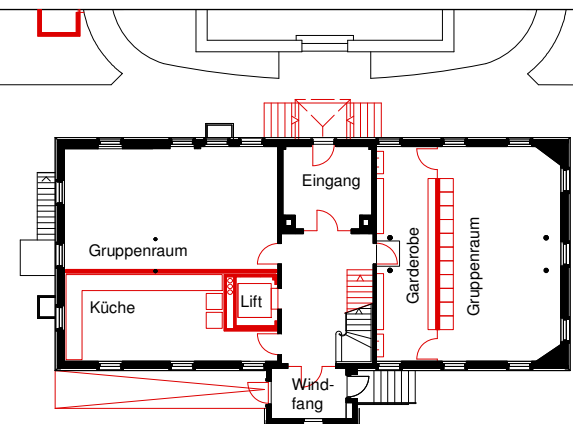 Eingang
Gruppenraum
Garderobe
Gruppenraum
Küche
Lift
Wind-
fang